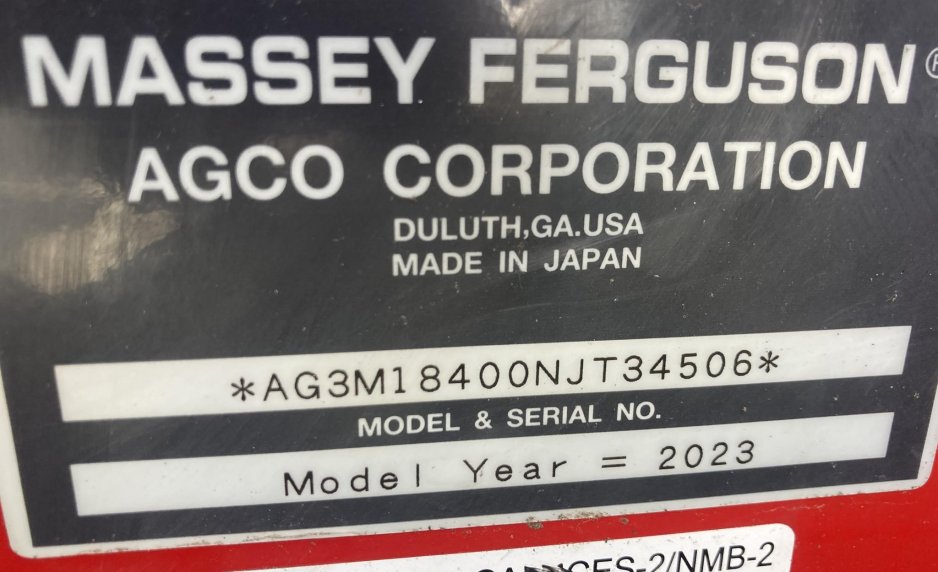 MASSEY FERGUSON®
AGCO CORPORATION
DULUTH,GA.USA
MADE IN JAPAN
*AG3M18400NJT34506*
MODEL & SERIAL NO.
Model Year = 2023
CES-2/NMB-2